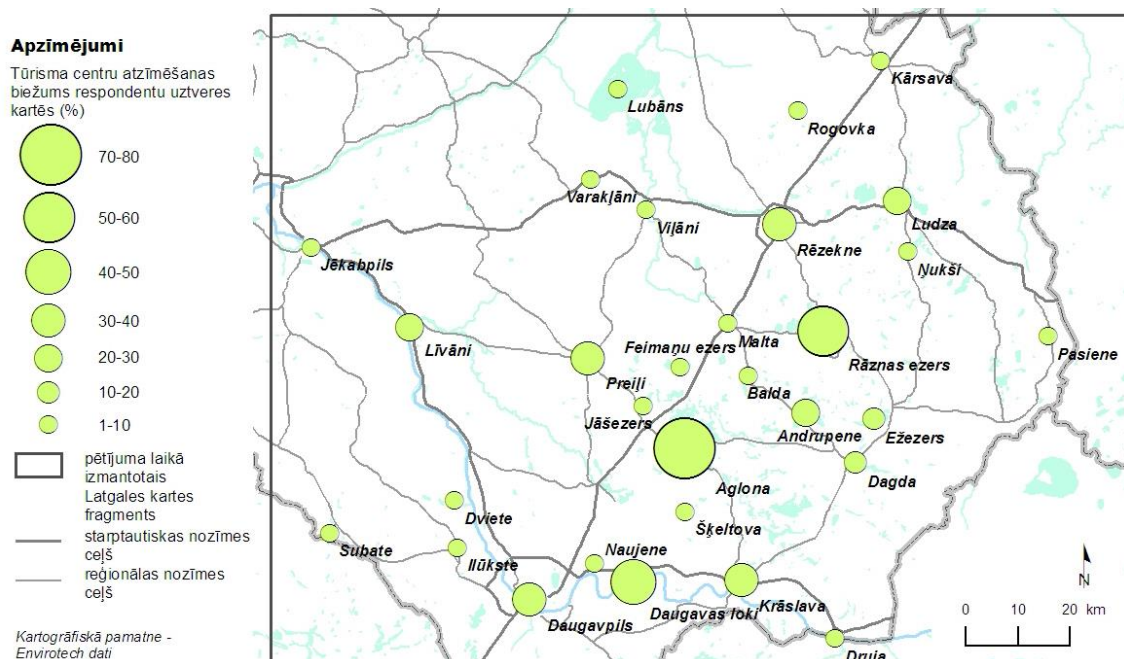 Apzīmējumi
Tūrisma centru atzīmēšanas
biežums respondentu uztveres
kartēs (%)
70-80
50-60
40-50
30-40
20-30
10-20
1-10
pētījuma laikā
izmantotais
Latgales kartes
fragments
starptautiskas nozīmes
ceļš
reģionālas nozīmes
ceļš
Kartogrāfiskā pamatne -
Envirotech dati
Kārsava
Lubāns
Rogovka
Varakļāni
Viļāni
Ludza
Rēzekne
Jēkabpils
Ņukši
Līvāni
Malta
Pasiene
Feimaņu ezers
Rāznas ezers
Preiļi
Balda
Jāšezers
Andrupene
Ežezers
Aglona
Dagda
Dviete
Šķeltova
Subate
Ilūkste
Naujene
Daugavpils
Daugavas loki
Krāslava
Druja
N
0 10 20 km